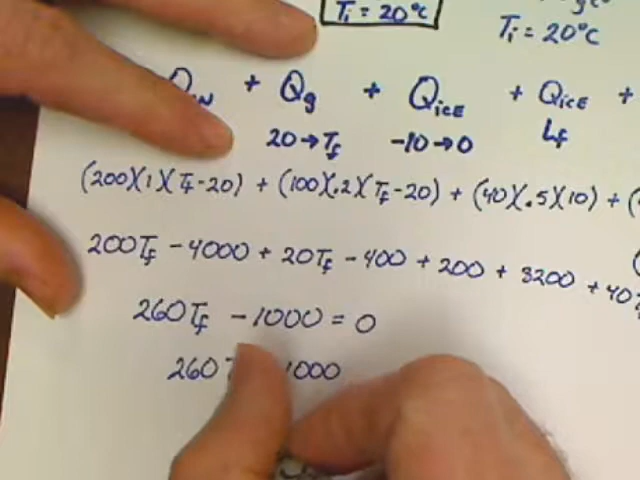 Ti = 20°C
Ti = 20°C
+ Qg + QICE + QICE +
20→Tf -10→0 Lf
(200)(1)(Tf-20) + (100)(.2)(Tf-20) + (40)(.5)(10) + (
200Tf - 4000 + 20Tf - 400 + 200 + 3200 + 40
260Tf - 1000 = 0
260 1000